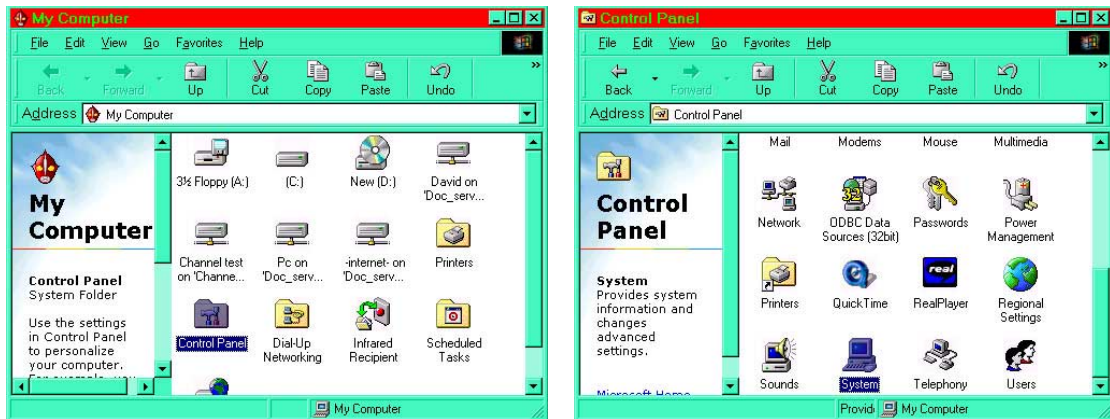 My Computer
File Edit View Go Favorites Help
Back Forward Up Cut Copy Paste Undo »
Address My Computer
My
Computer
Control Panel
System Folder
Use the settings
in Control Panel
to personalize
your computer.
3½ Floppy (A:) (C:) New (D:) David on
'Doc_serv...
Channel test
on 'Channe...
Pc on
'Doc_serv...
-internet- on
'Doc_serv...
Printers
Control Panel
Dial-Up
Networking
Infrared
Recipient
Scheduled
Tasks
My Computer
Control Panel
File Edit View Go Favorites Help
Back Forward Up Cut Copy Paste Undo »
Address Control Panel
Control
Panel
System
Provides system
information and
changes
advanced
settings.
Microsoft Home
Mail Modems Mouse Multimedia
Network
ODBC Data
Sources (32bit)
Passwords
Power
Management
Printers QuickTime
real
RealPlayer
Regional
Settings
Sounds System Telephony Users
Provid My Computer